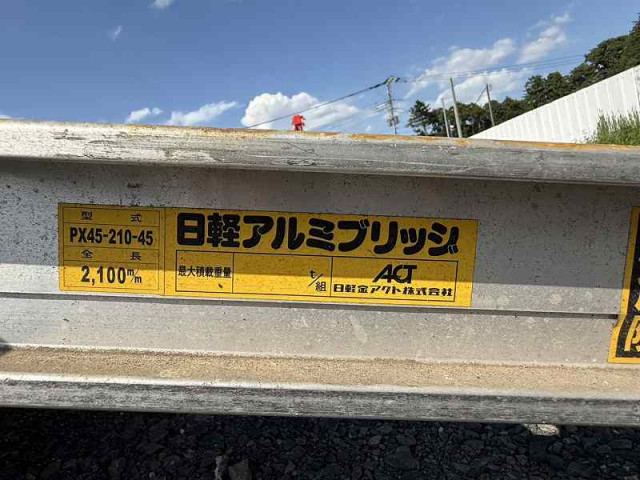 型式
PX45-210-45
全長
2,100m/m
日軽アルミブリッジ
最大積載重量
t/組
ACT
日軽金アクト株式会社